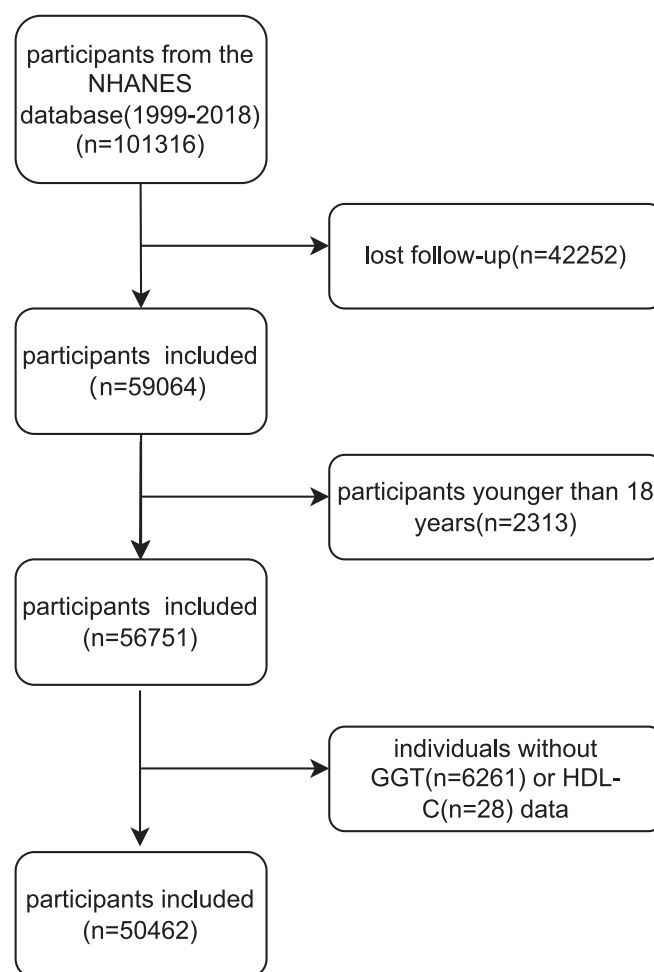 participants from the
NHANES
database(1999-2018)
(n=101316)
lost follow-up(n=42252)
participants  included
(n=59064)
participants younger than 18
years(n=2313)
participants  included
(n=56751)
individuals without
GGT(n=6261) or HDL-
C(n=28) data
participants included
(n=50462)